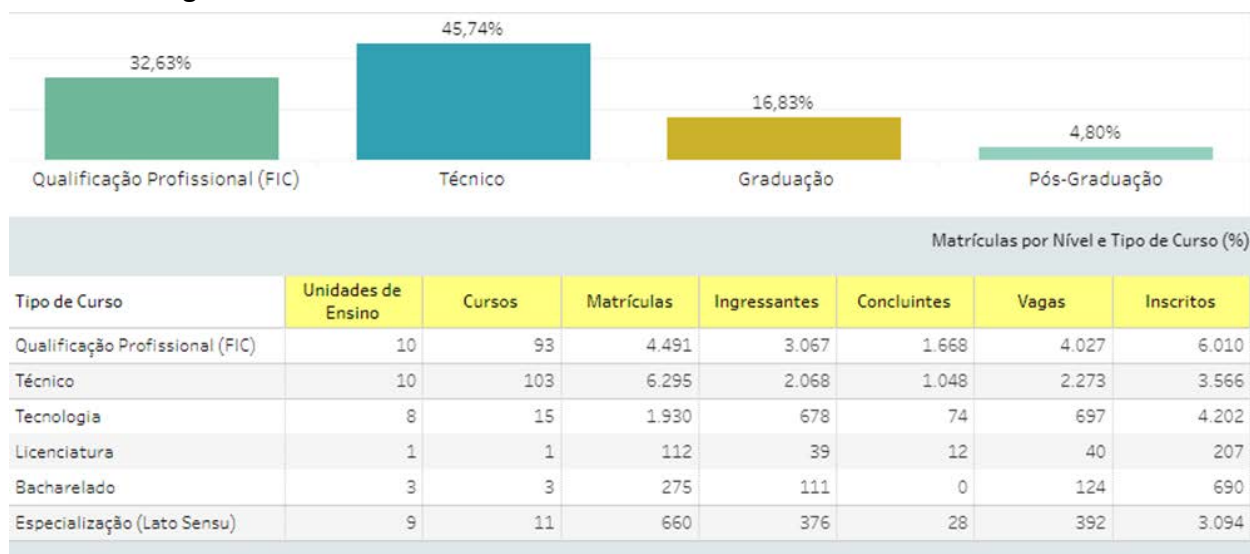 45,74%
32,63%
16,83%
4,80%
Qualificação Profissional (FIC) Técnico Graduação Pós-Graduação
Matrículas por Nível e Tipo de Curso (%)
Tipo de Curso Unidades de Ensino Cursos Matrículas Ingressantes Concluintes Vagas Inscritos
Qualificação Profissional (FIC) 10 93 4.491 3.067 1.668 4.027 6.010
Técnico 10 103 6.295 2.068 1.048 2.273 3.566
Tecnologia 8 15 1.930 678 74 697 4.202
Licenciatura 1 1 112 39 12 40 207
Bacharelado 3 3 275 111 0 124 690
Especialização (Lato Sensu) 9 11 660 376 28 392 3.094